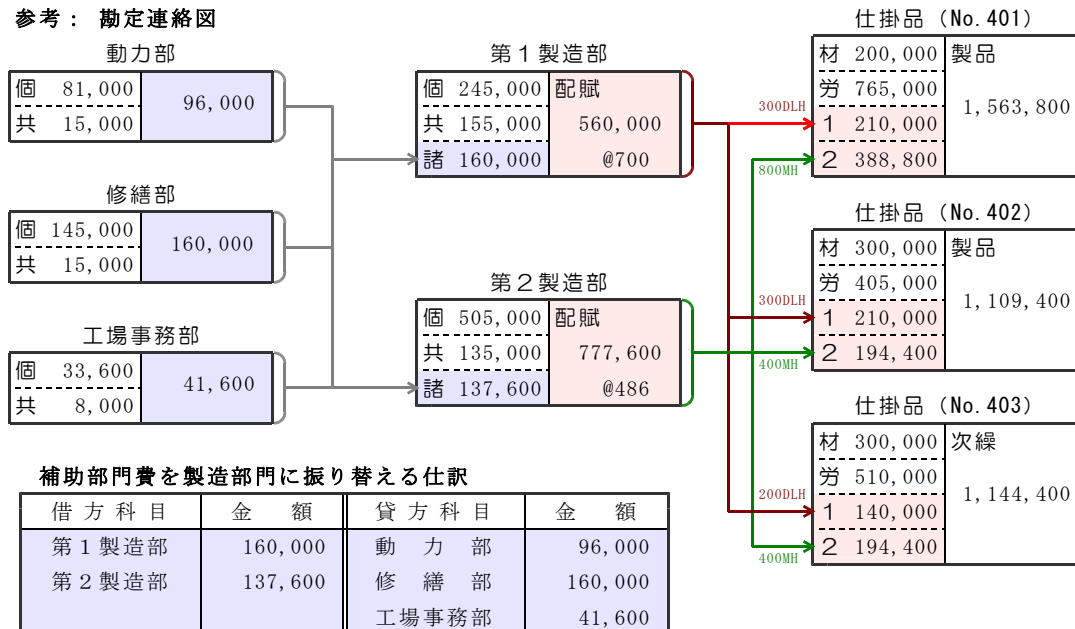 参考： 勘定連絡図
動力部
個 81,000 96,000
共 15,000
修繕部
個 145,000 160,000
共 15,000
工場事務部
個 33,600 41,600
共 8,000
第１製造部
個 245,000 配賦
共 155,000 560,000
諸 160,000 @700
第２製造部
個 505,000 配賦
共 135,000 777,600
諸 137,600 @486
300DLH
800MH
300DLH
400MH
200DLH
400MH
仕掛品（No.401）
材 200,000 製品
労 765,000 1,563,800
１ 210,000
２ 388,800
仕掛品（No.402）
材 300,000 製品
労 405,000 1,109,400
１ 210,000
２ 194,400
仕掛品（No.403）
材 300,000 次繰
労 510,000 1,144,400
１ 140,000
２ 194,400
補助部門費を製造部門に振り替える仕訳
借方科目 金　額 貸方科目 金　額
第１製造部 160,000 動　力　部 96,000
第２製造部 137,600 修　繕　部 160,000
工場事務部 41,600